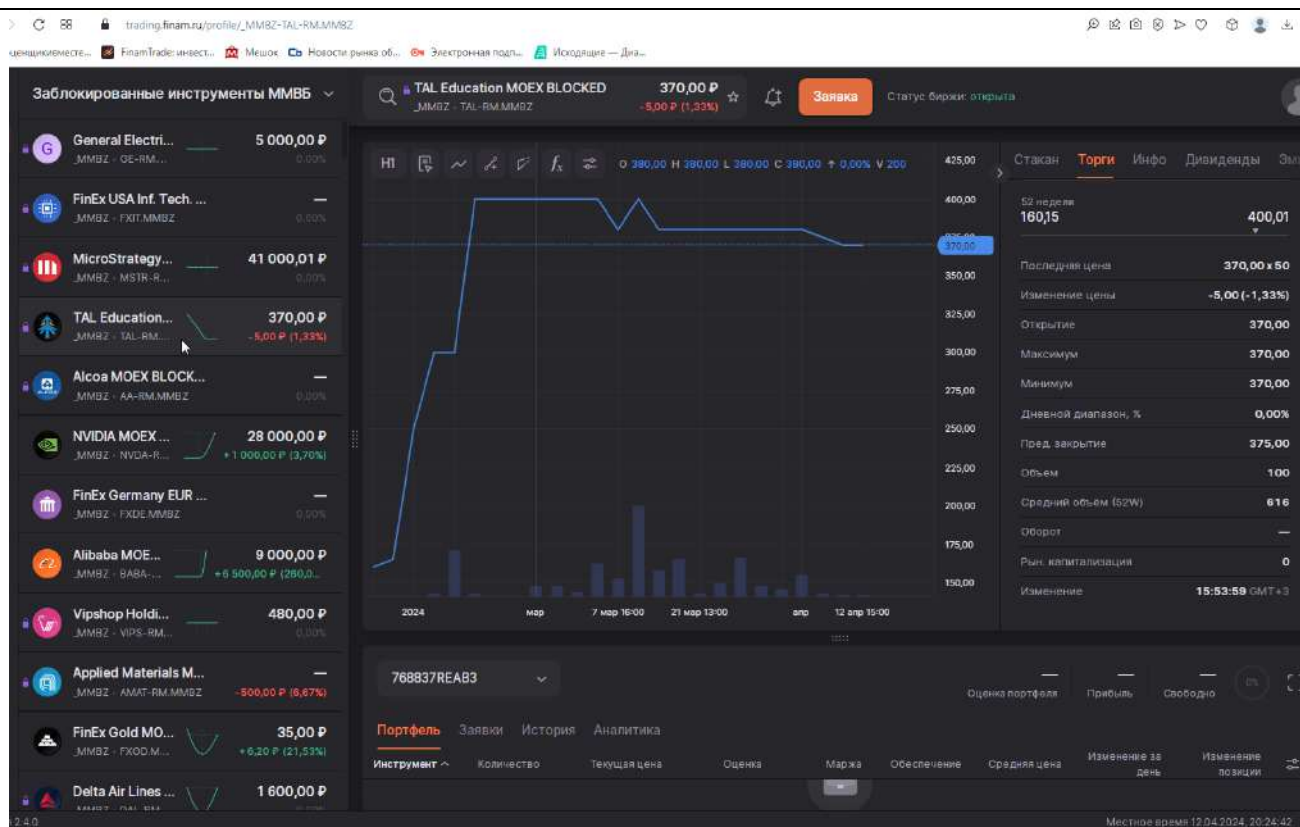 trading.finam.ru/profile/_MMBZ-TAL-RM.MMBZ
FinamTrade: инвест... Мешок Новости рынка об... Электронная подп... Исходящие — Диа...
Заблокированные инструменты ММВБ
TAL Education MOEX BLOCKED 370,00 ₽
_MMBZ - TAL-RM.MMBZ -5,00 ₽ (1,33%)
Заявка
Статус биржи: открыта
General Electri... 5 000,00 ₽
_MMBZ - GE-RM... 0,00%
FinEx USA Inf. Tech. ... —
_MMBZ - FXIT.MMBZ 0,00%
MicroStrategy... 41 000,01 ₽
_MMBZ - MSTR-R... 0,00%
TAL Education... 370,00 ₽
_MMBZ - TAL-RM.... -5,00 ₽ (1,33%)
Alcoa MOEX BLOCK... —
_MMBZ - AA-RM.MMBZ 0,00%
NVIDIA MOEX ... 28 000,00 ₽
_MMBZ - NVDA-R... +1 000,00 ₽ (3,70%)
FinEx Germany EUR ... —
_MMBZ - FXDE.MMBZ 0,00%
Alibaba MOE... 9 000,00 ₽
_MMBZ - BABA-... +6 500,00 ₽ (260,0...
Vipshop Holdi... 480,00 ₽
_MMBZ - VIPS-RM... 0,00%
Applied Materials M... —
_MMBZ - AMAT-RM.MMBZ -500,00 ₽ (6,67%)
FinEx Gold MO... 35,00 ₽
_MMBZ - FXOD.M... +6,20 ₽ (21,53%)
Delta Air Lines ... 1 600,00 ₽
H1 fx O 380,00 H 380,00 L 380,00 C 380,00 0,00% V 200
425,00
400,00
370,00
350,00
325,00
300,00
275,00
250,00
225,00
200,00
175,00
150,00
2024 мар 7 мар 16:00 21 мар 13:00 апр 12 апр 15:00
Стакан Торги Инфо Дивиденды
52 недели
160,15 400,01
Последняя цена 370,00 x 50
Изменение цены -5,00 (-1,33%)
Открытие 370,00
Максимум 370,00
Минимум 370,00
Дневной диапазон, % 0,00%
Пред. закрытие 375,00
Объем 100
Средний объем (52W) 616
Оборот —
Рын. капитализация 0
Изменение 15:53:59 GMT+3
768837REAB3
— — — 0%
Оценка портфеля Прибыль Свободно
Портфель Заявки История Аналитика
Инструмент Количество Текущая цена Оценка Маржа Обеспечение Средняя цена Изменение за день Изменение позиции
2.4.0
Местное время 12.04.2024, 20:24:42